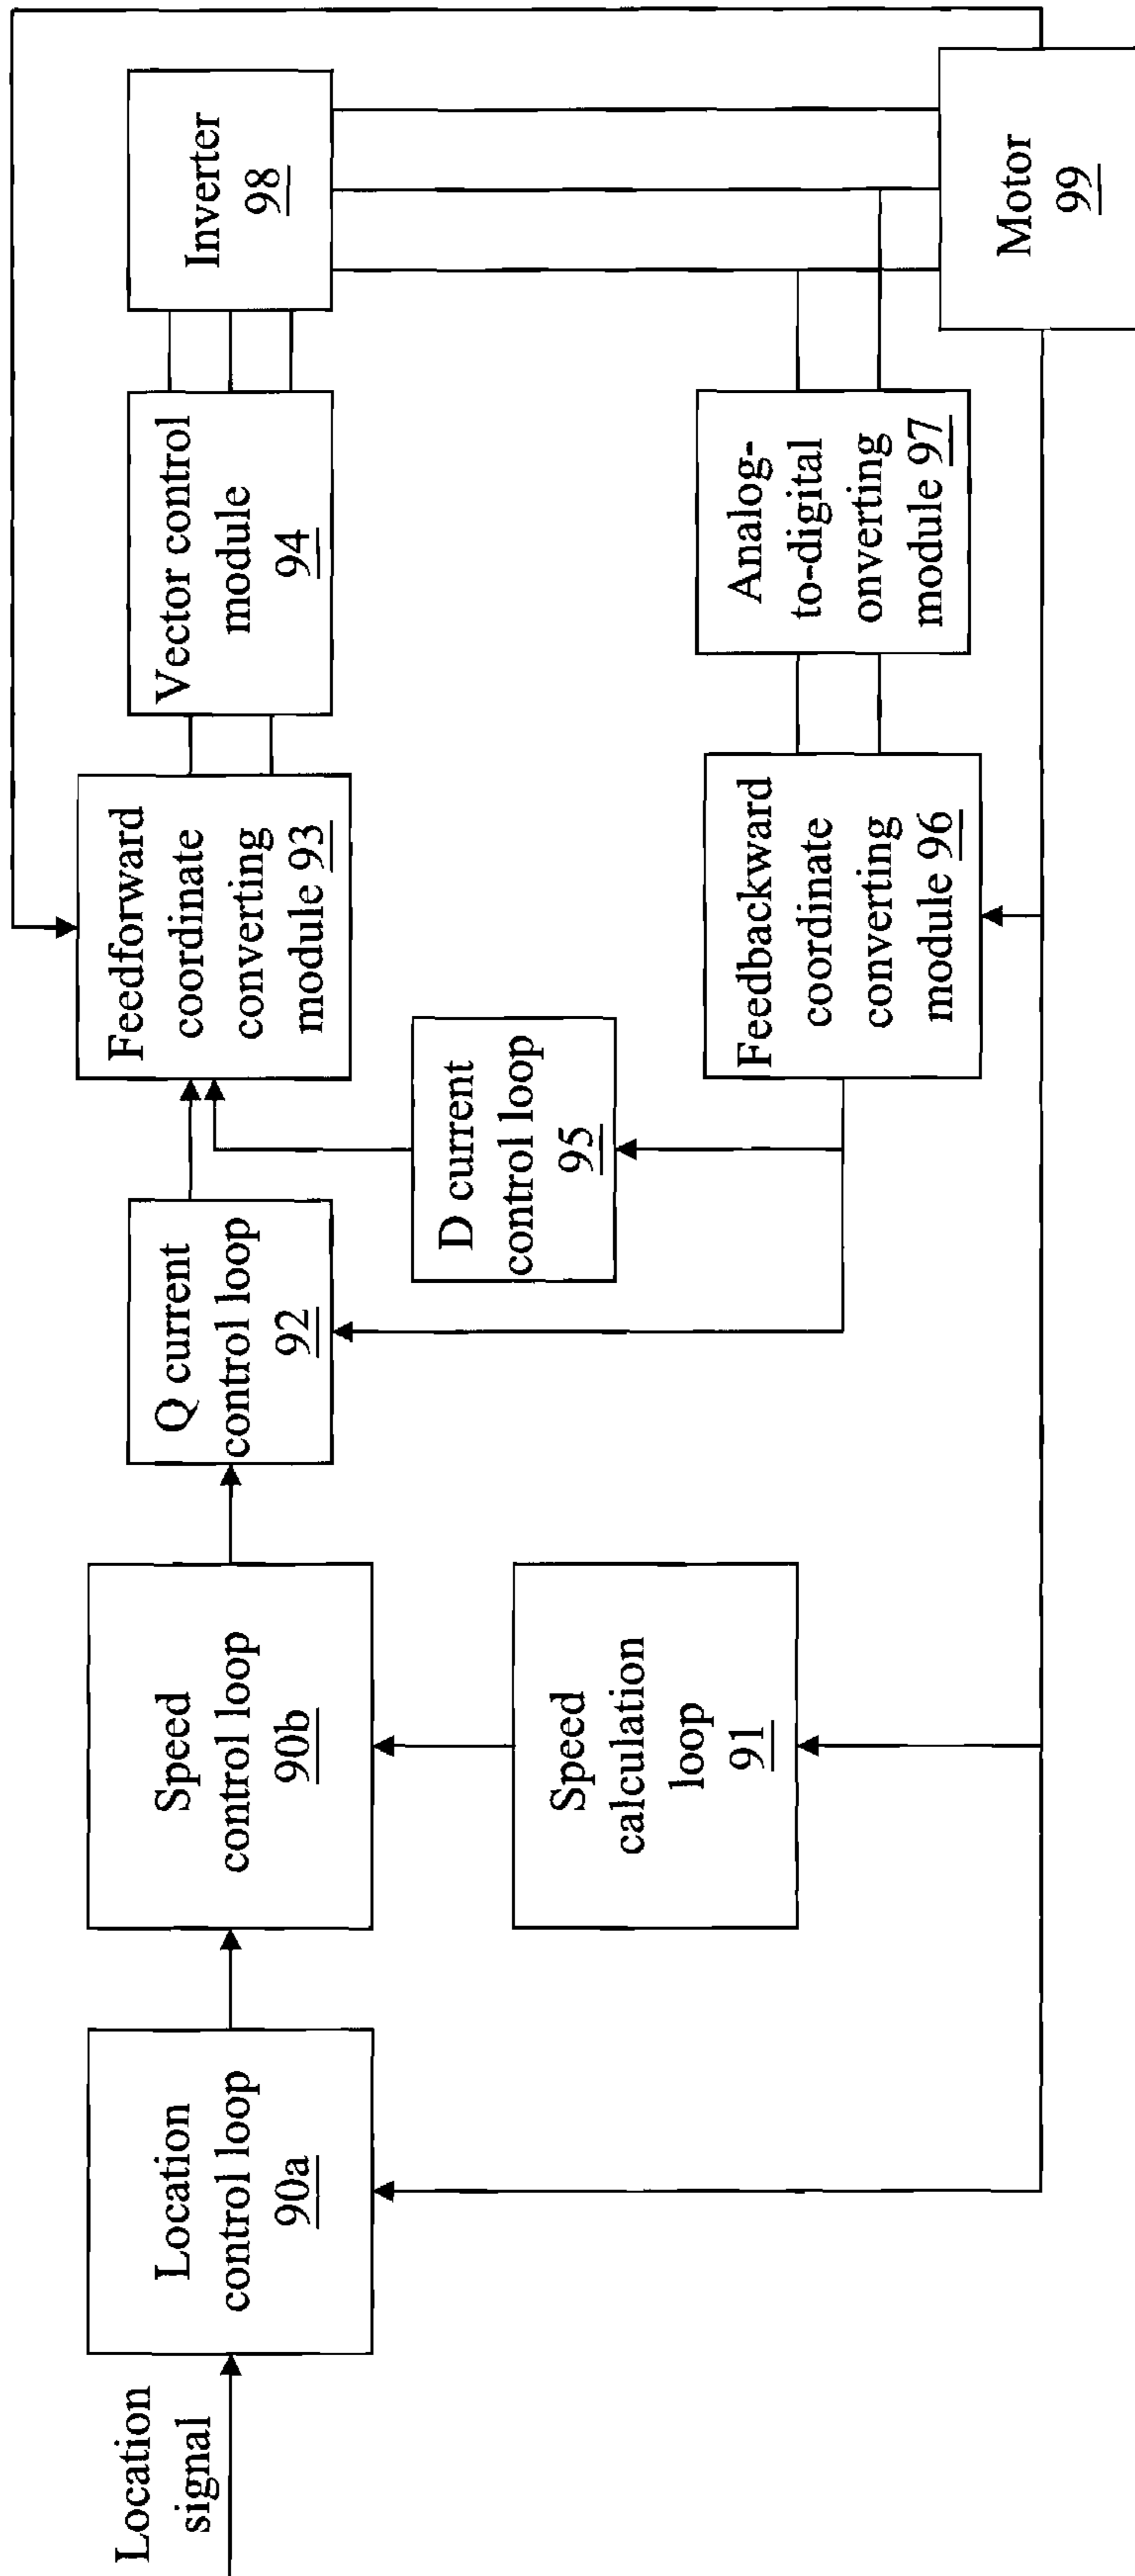 Location
signal
Location
control loop
90a
Speed
control loop
90b
Speed
calculation
loop
91
Q current
control loop
92
D current
control loop
95
Feedforward
coordinate
converting
module 93
Vector control
module
94
Inverter
98
Feedbackward
coordinate
converting
module 96
Analog-
to-digital
onverting
module 97
Motor
99